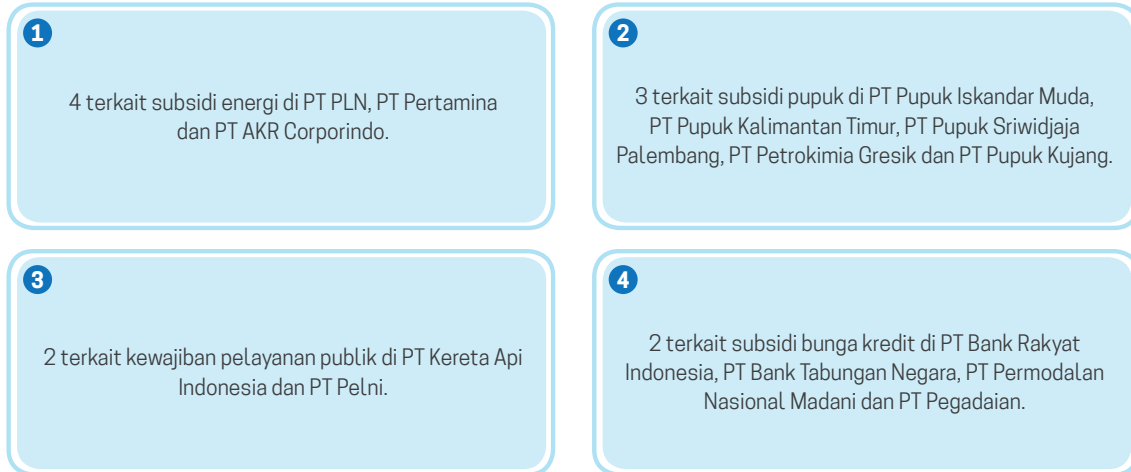 1
4 terkait subsidi energi di PT PLN, PT Pertamina
dan PT AKR Corporindo.
2
3 terkait subsidi pupuk di PT Pupuk Iskandar Muda,
PT Pupuk Kalimantan Timur, PT Pupuk Sriwidjaja
Palembang, PT Petrokimia Gresik dan PT Pupuk Kujang.
3
2 terkait kewajiban pelayanan publik di PT Kereta Api
Indonesia dan PT Pelni.
4
2 terkait subsidi bunga kredit di PT Bank Rakyat
Indonesia, PT Bank Tabungan Negara, PT Permodalan
Nasional Madani dan PT Pegadaian.